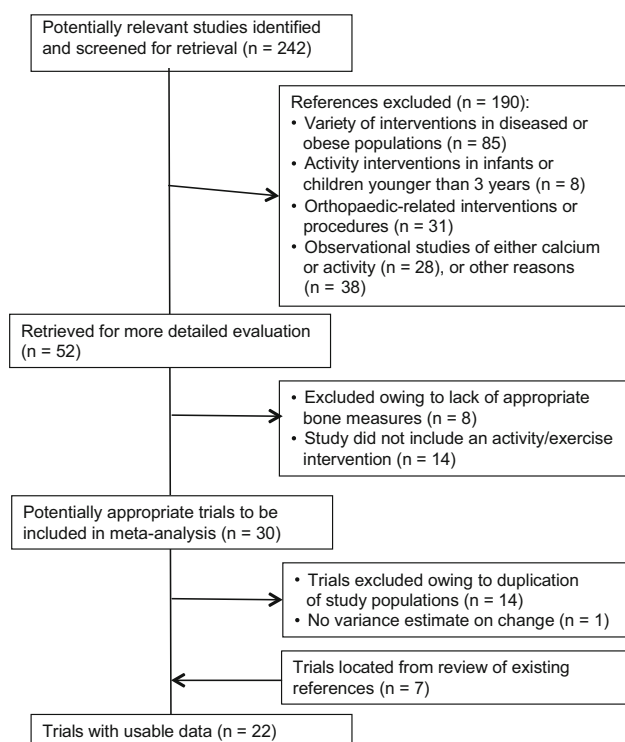 Potentially relevant studies identified
and screened for retrieval (n = 242)
References excluded (n = 190):
• Variety of interventions in diseased or
obese populations (n = 85)
• Activity interventions in infants or
children younger than 3 years (n = 8)
• Orthopaedic-related interventions or
procedures (n = 31)
• Observational studies of either calcium
or activity (n = 28), or other reasons
(n = 38)
Retrieved for more detailed evaluation
(n = 52)
• Excluded owing to lack of appropriate
bone measures (n = 8)
• Study did not include an activity/exercise
intervention (n = 14)
Potentially appropriate trials to be
included in meta-analysis (n = 30)
• Trials excluded owing to duplication
of study populations (n = 14)
• No variance estimate on change (n = 1)
Trials located from review of existing
references (n = 7)
Trials with usable data (n = 22)